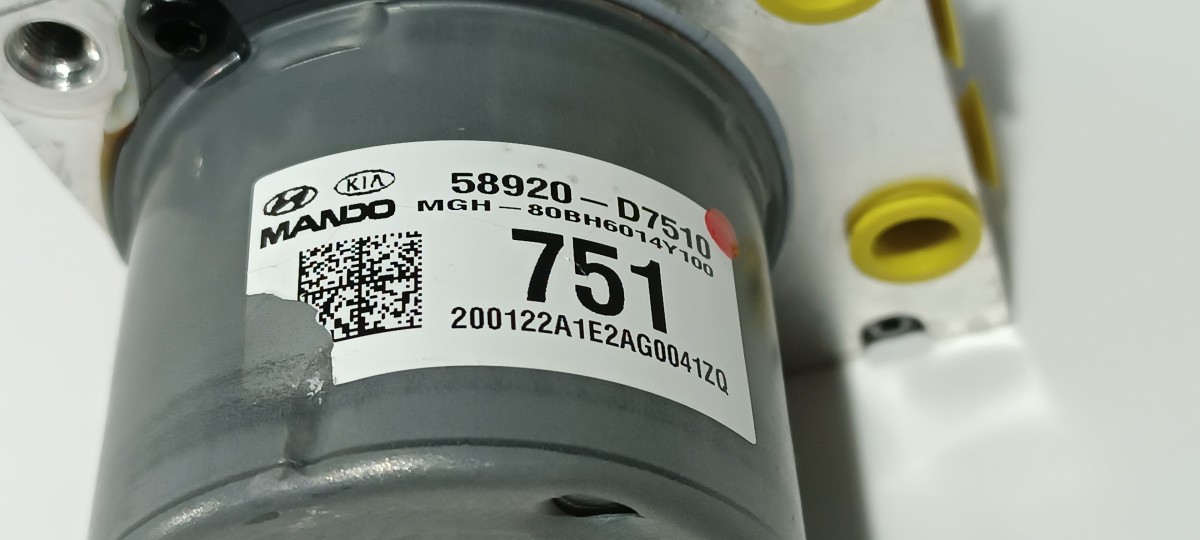 KIA
MANDO
58920-D7510
MGH-80BH6014Y100
751
200122A1E2AG0041ZQ